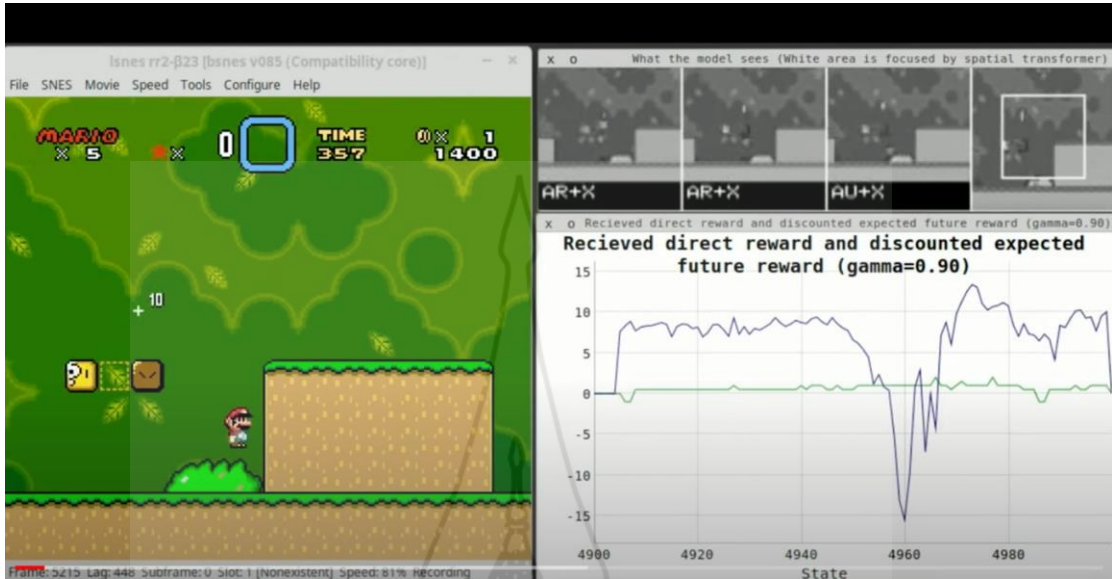 lsnes rr2-β23 [bsnes v085 (Compatibility core)]
File SNES Movie Speed Tools Configure Help
MARIO
× 5
×
0
TIME
357
× 1
1400
10
Frame: 5215 Lag: 448 Subframe: 0 Slot: 1 [Nonexistent] Speed: 81% Recording
x o What the model sees (White area is focused by spatial transformer)
AR+X AR+X AU+X
x o Recieved direct reward and discounted expected future reward (gamma=0.90)
Recieved direct reward and discounted expected
future reward (gamma=0.90)
15
10
5
0
-5
-10
-15
4900 4920 4940 4960 4980
State